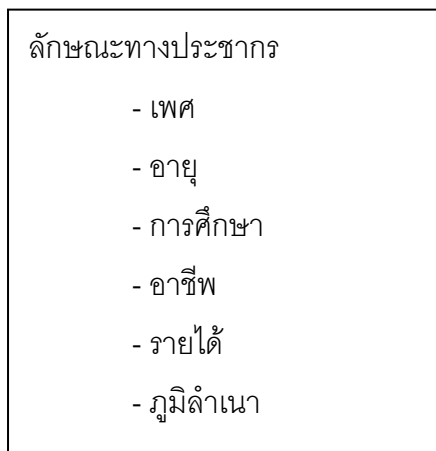 ลักษณะทางประชากร
- เพศ
- อายุ
- การศึกษา
- อาชีพ
- รายได้
- ภูมิลำเนา